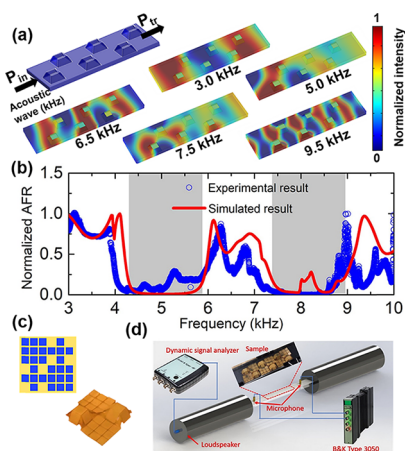 (a)
P_in
P_tr
Acoustic
wave (kHz)
3.0 kHz
5.0 kHz
6.5 kHz
7.5 kHz
9.5 kHz
1
0
Normalized intensity
(b)
Normalized AFR
1.5
1.0
0.5
0.0
Experimental result
Simulated result
3 4 5 6 7 8 9 10
Frequency (kHz)
(c)
(d)
Dynamic signal analyzer
Sample
Microphone
Loudspeaker
B&K Type 3050